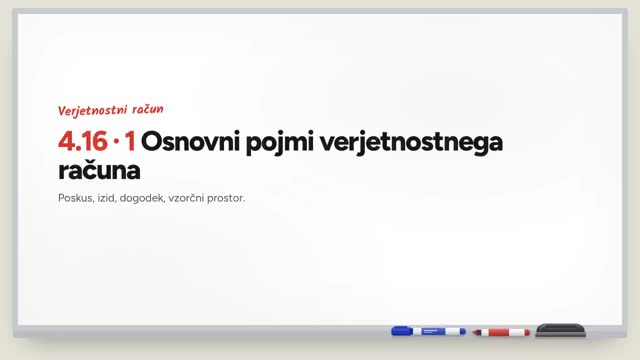 Verjetnostni račun
4.16 · 1 Osnovni pojmi verjetnostnega
računa
Poskus, izid, dogodek, vzorčni prostor.